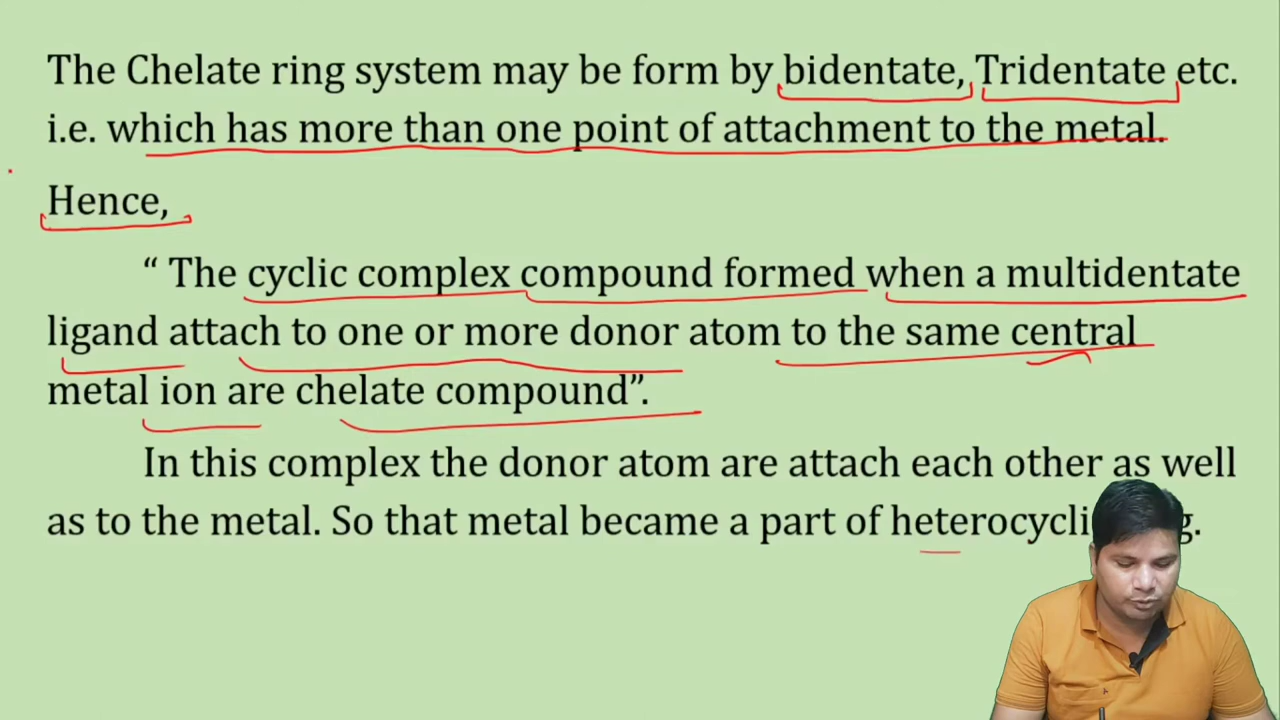 The Chelate ring system may be form by bidentate, Tridentate etc.
i.e. which has more than one point of attachment to the metal.
Hence,
“ The cyclic complex compound formed when a multidentate
ligand attach to one or more donor atom to the same central
metal ion are chelate compound”.
In this complex the donor atom are attach each other as well
as to the metal. So that metal became a part of